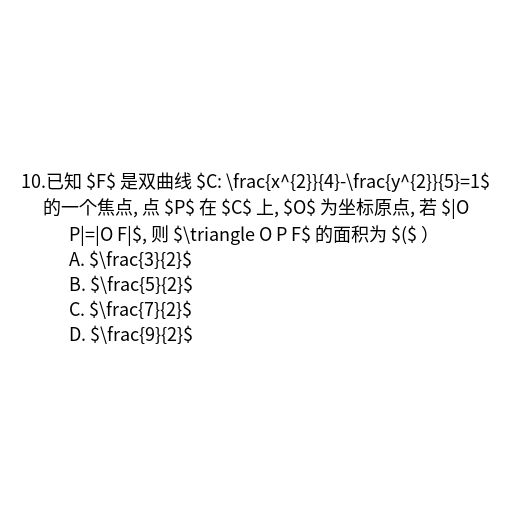 10.已知 $F$ 是双曲线 $C: \frac{x^{2}}{4}-\frac{y^{2}}{5}=1$
的一个焦点, 点 $P$ 在 $C$ 上, $O$ 为坐标原点, 若 $|O
P|=|O F|$, 则 $\triangle O P F$ 的面积为 $($ ）
A. $\frac{3}{2}$
B. $\frac{5}{2}$
C. $\frac{7}{2}$
D. $\frac{9}{2}$